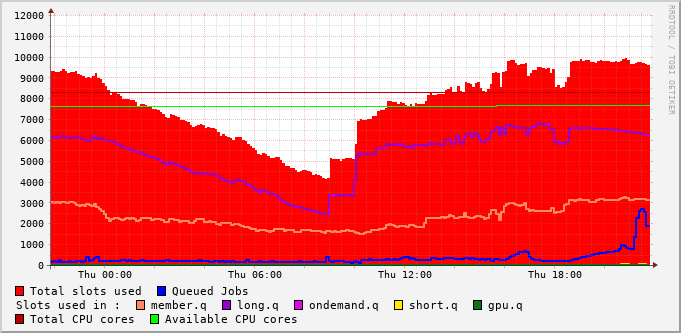 12000
11000
10000
9000
8000
7000
6000
5000
4000
3000
2000
1000
0
Thu 00:00 Thu 06:00 Thu 12:00 Thu 18:00
Total slots used Queued Jobs
Slots used in : member.q long.q ondemand.q short.q gpu.q
Total CPU cores Available CPU cores
RRDTOOL / TOBI OETIKER